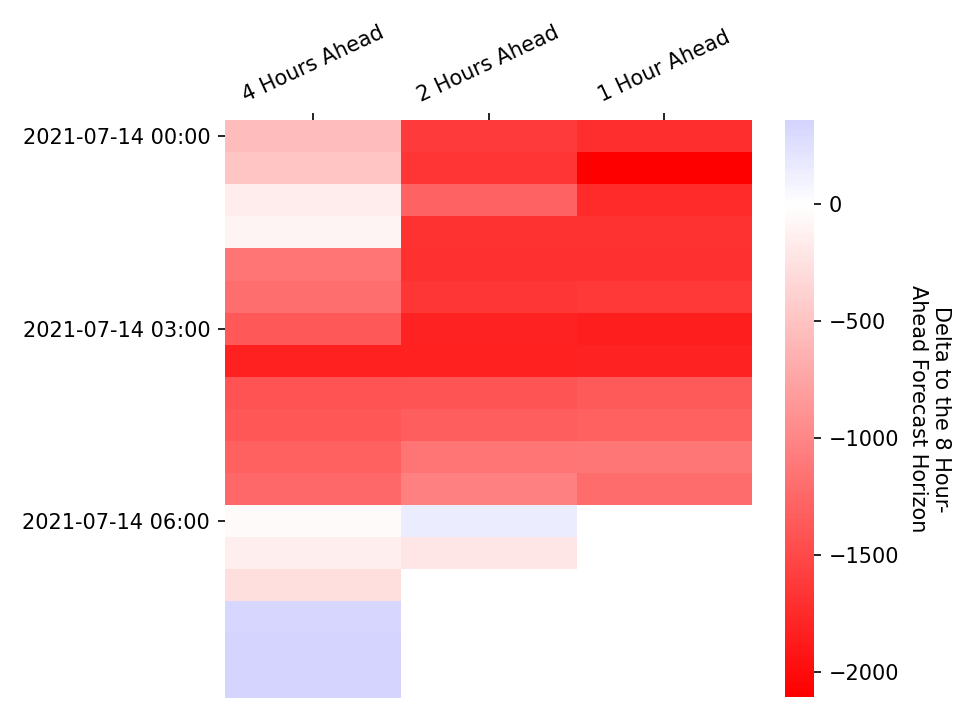 4 Hours Ahead
2 Hours Ahead
1 Hour Ahead
2021-07-14 00:00
2021-07-14 03:00
2021-07-14 06:00
0
−500
−1000
−1500
−2000
Delta to the 8 Hour-
Ahead Forecast Horizon